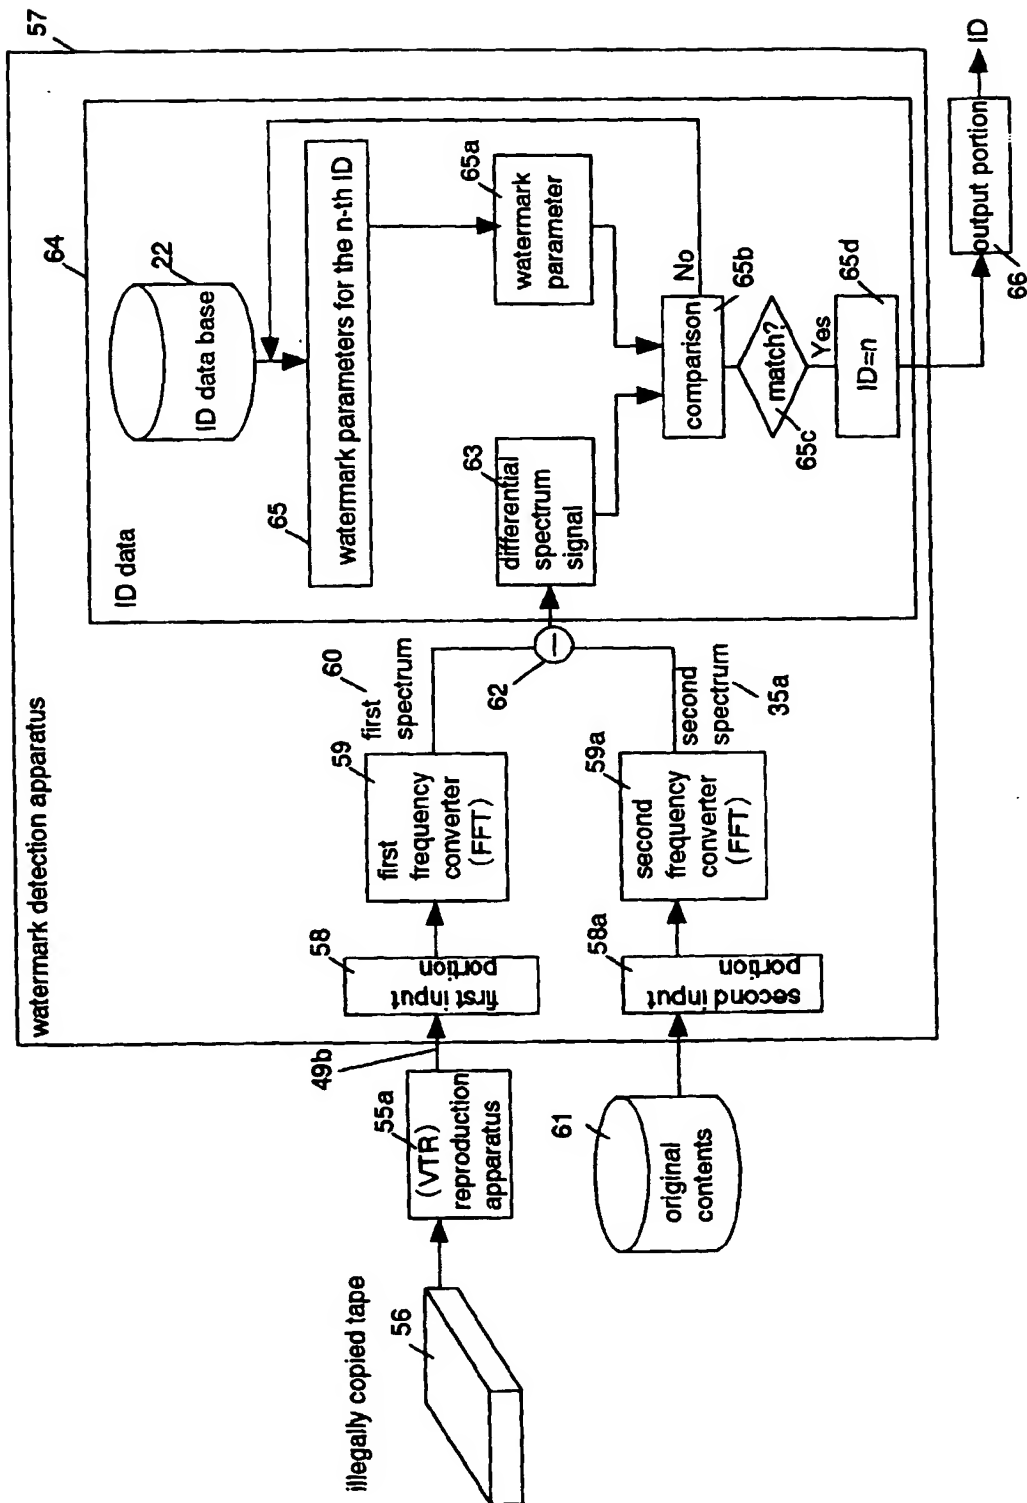 57
watermark detection apparatus
64
ID data
22
ID data base
65
watermark parameters for the n-th ID
65a
watermark
parameter
63
differential
spectrum
signal
comparison
No
65b
match?
65c
Yes
65d
ID=n
output portion
66
ID
60
first
spectrum
62
second
spectrum
35a
59
first
frequency
converter
(FFT)
59a
second
frequency
converter
(FFT)
58
first input
portion
58a
second input
portion
49b
55a
(VTR)
reproduction
apparatus
61
original
contents
illegally copied tape
56